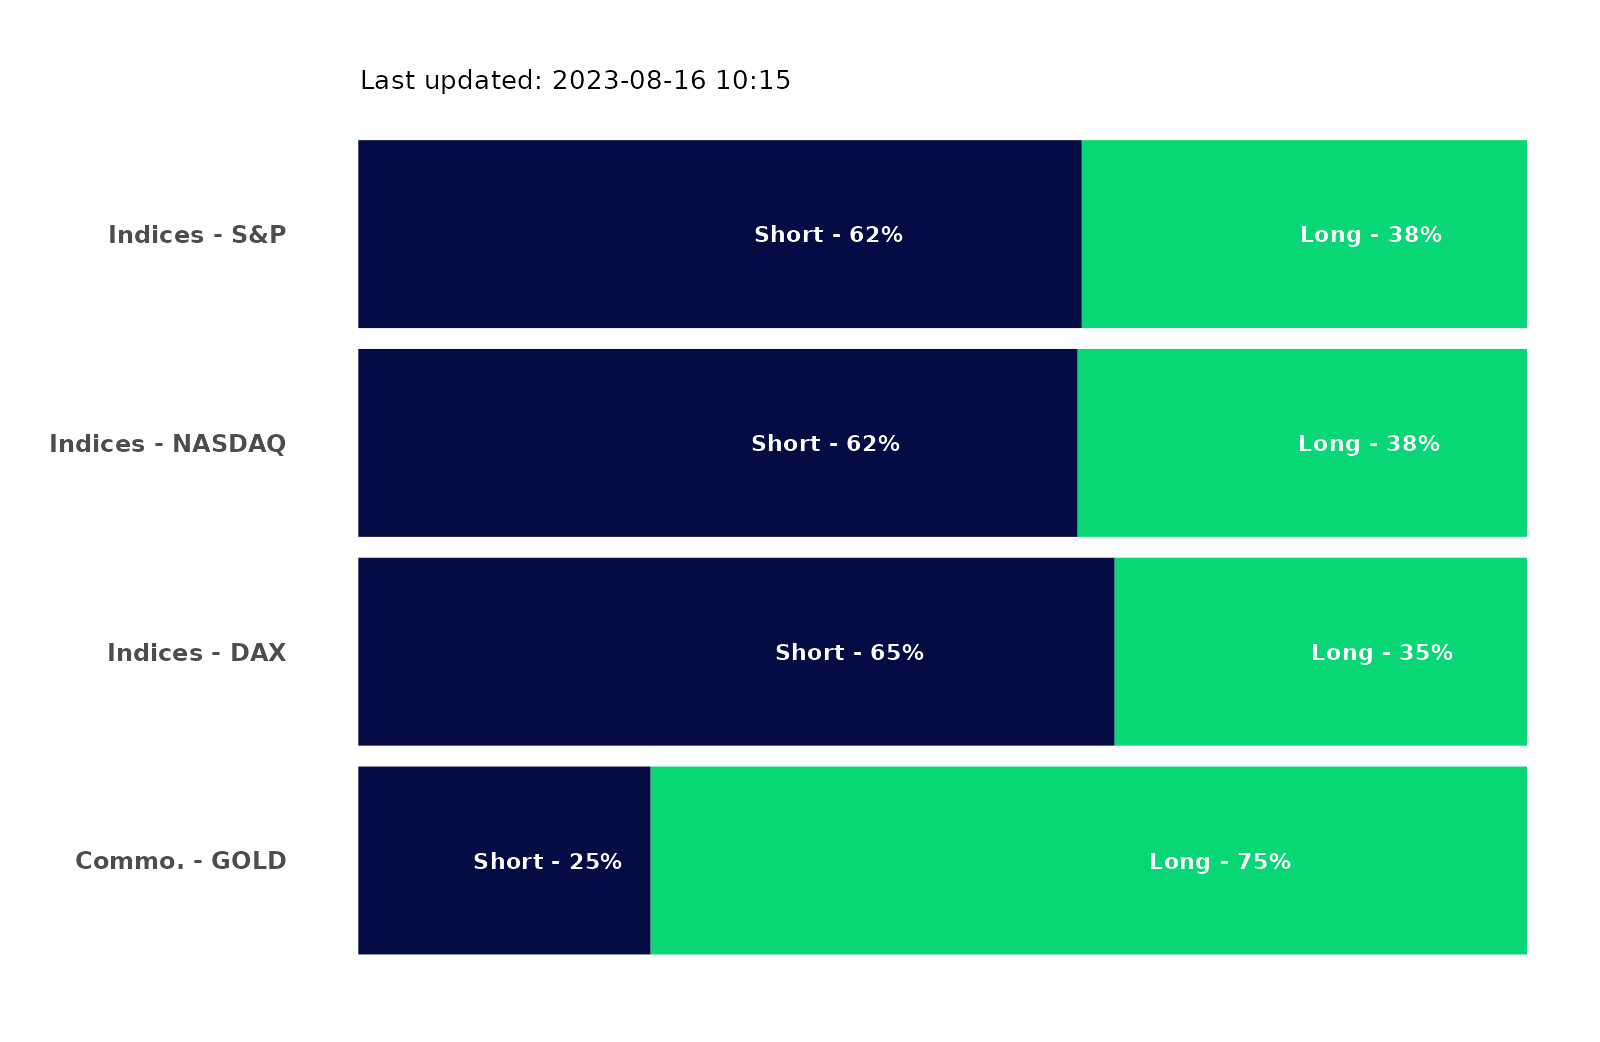 Last updated: 2023-08-16 10:15
Indices - S&P Short - 62% Long - 38%
Indices - NASDAQ Short - 62% Long - 38%
Indices - DAX Short - 65% Long - 35%
Commo. - GOLD Short - 25% Long - 75%